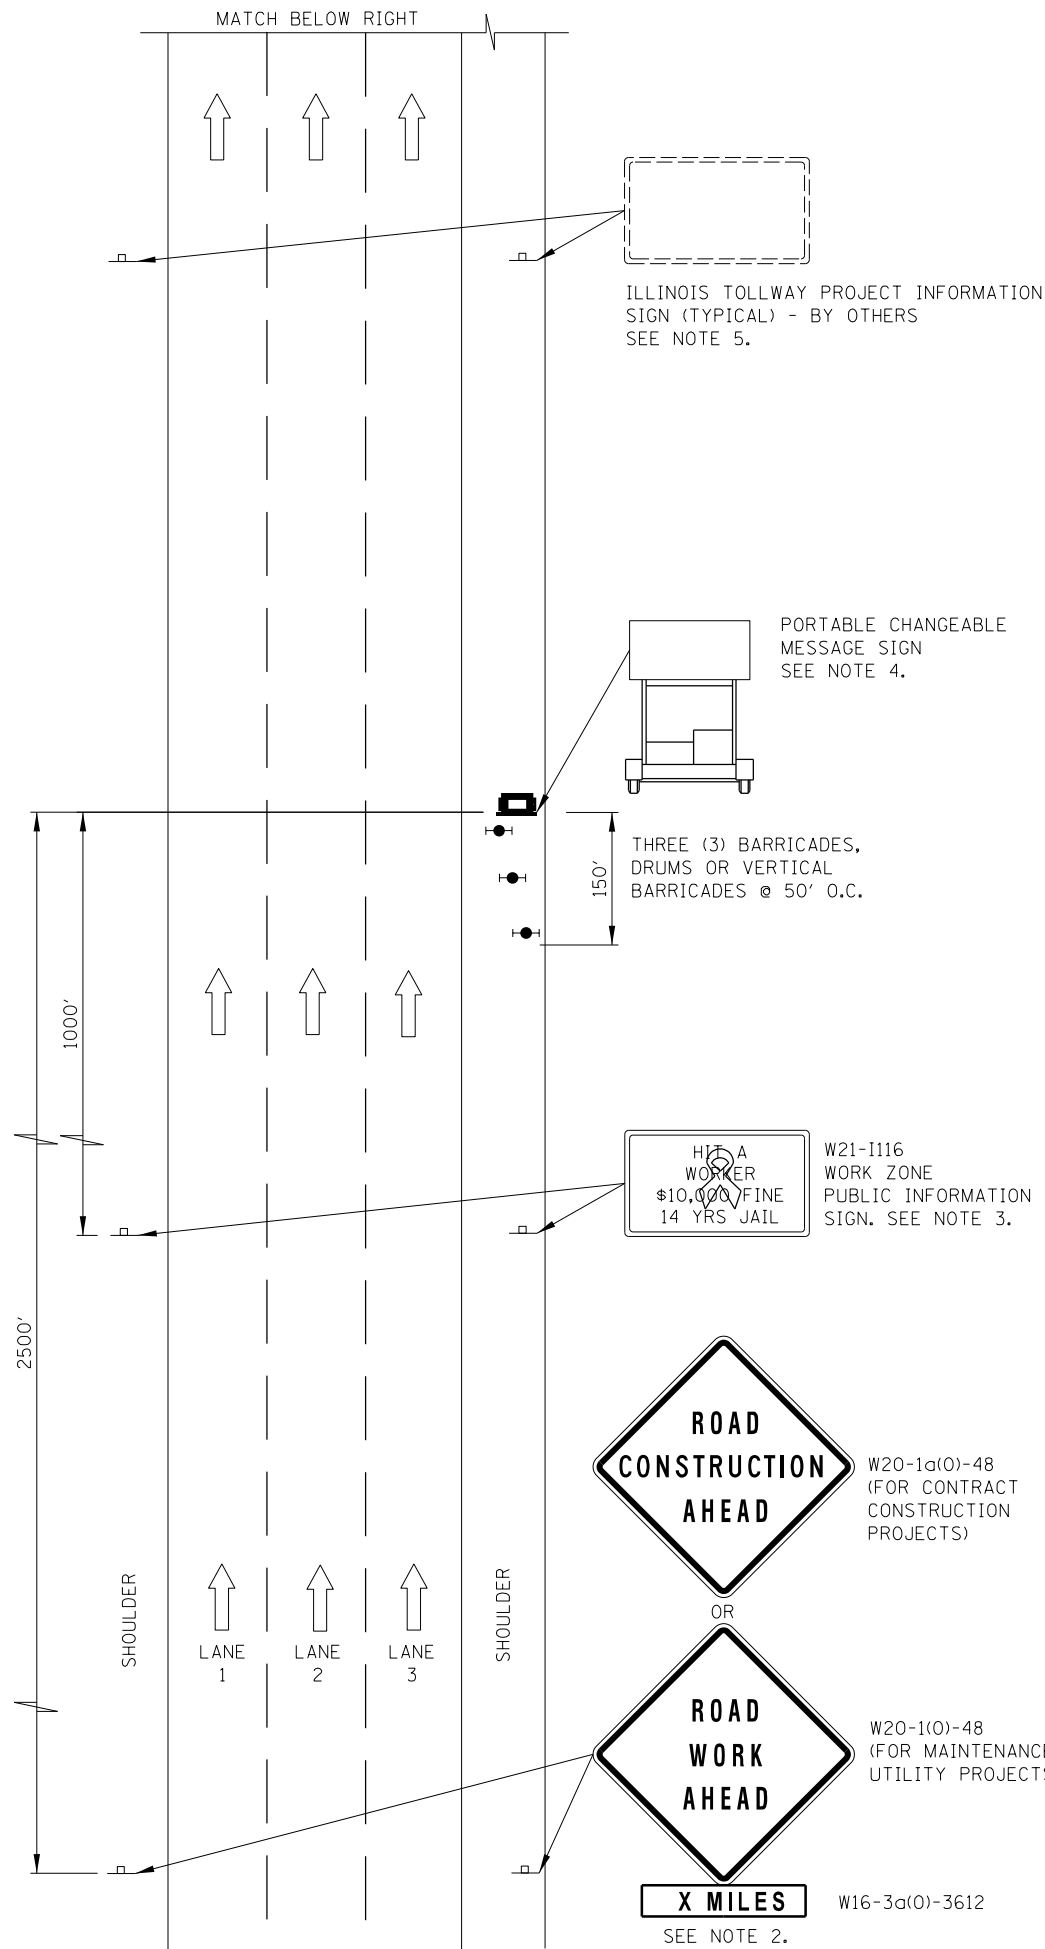 MATCH BELOW RIGHT
ILLINOIS TOLLWAY PROJECT INFORMATION
SIGN (TYPICAL) - BY OTHERS
SEE NOTE 5.
PORTABLE CHANGEABLE
MESSAGE SIGN
SEE NOTE 4.
THREE (3) BARRICADES,
DRUMS OR VERTICAL
BARRICADES @ 50' O.C.
150'
1000'
2500'
HIT A
WORKER
$10,000 FINE
14 YRS JAIL
W21-I116
WORK ZONE
PUBLIC INFORMATION
SIGN. SEE NOTE 3.
ROAD
CONSTRUCTION
AHEAD
W20-1a(O)-48
(FOR CONTRACT
CONSTRUCTION
PROJECTS)
OR
SHOULDER
LANE
1
LANE
2
LANE
3
SHOULDER
ROAD
WORK
AHEAD
W20-1(O)-48
(FOR MAINTENANCE
UTILITY PROJECTS
X MILES
W16-3a(O)-3612
SEE NOTE 2.